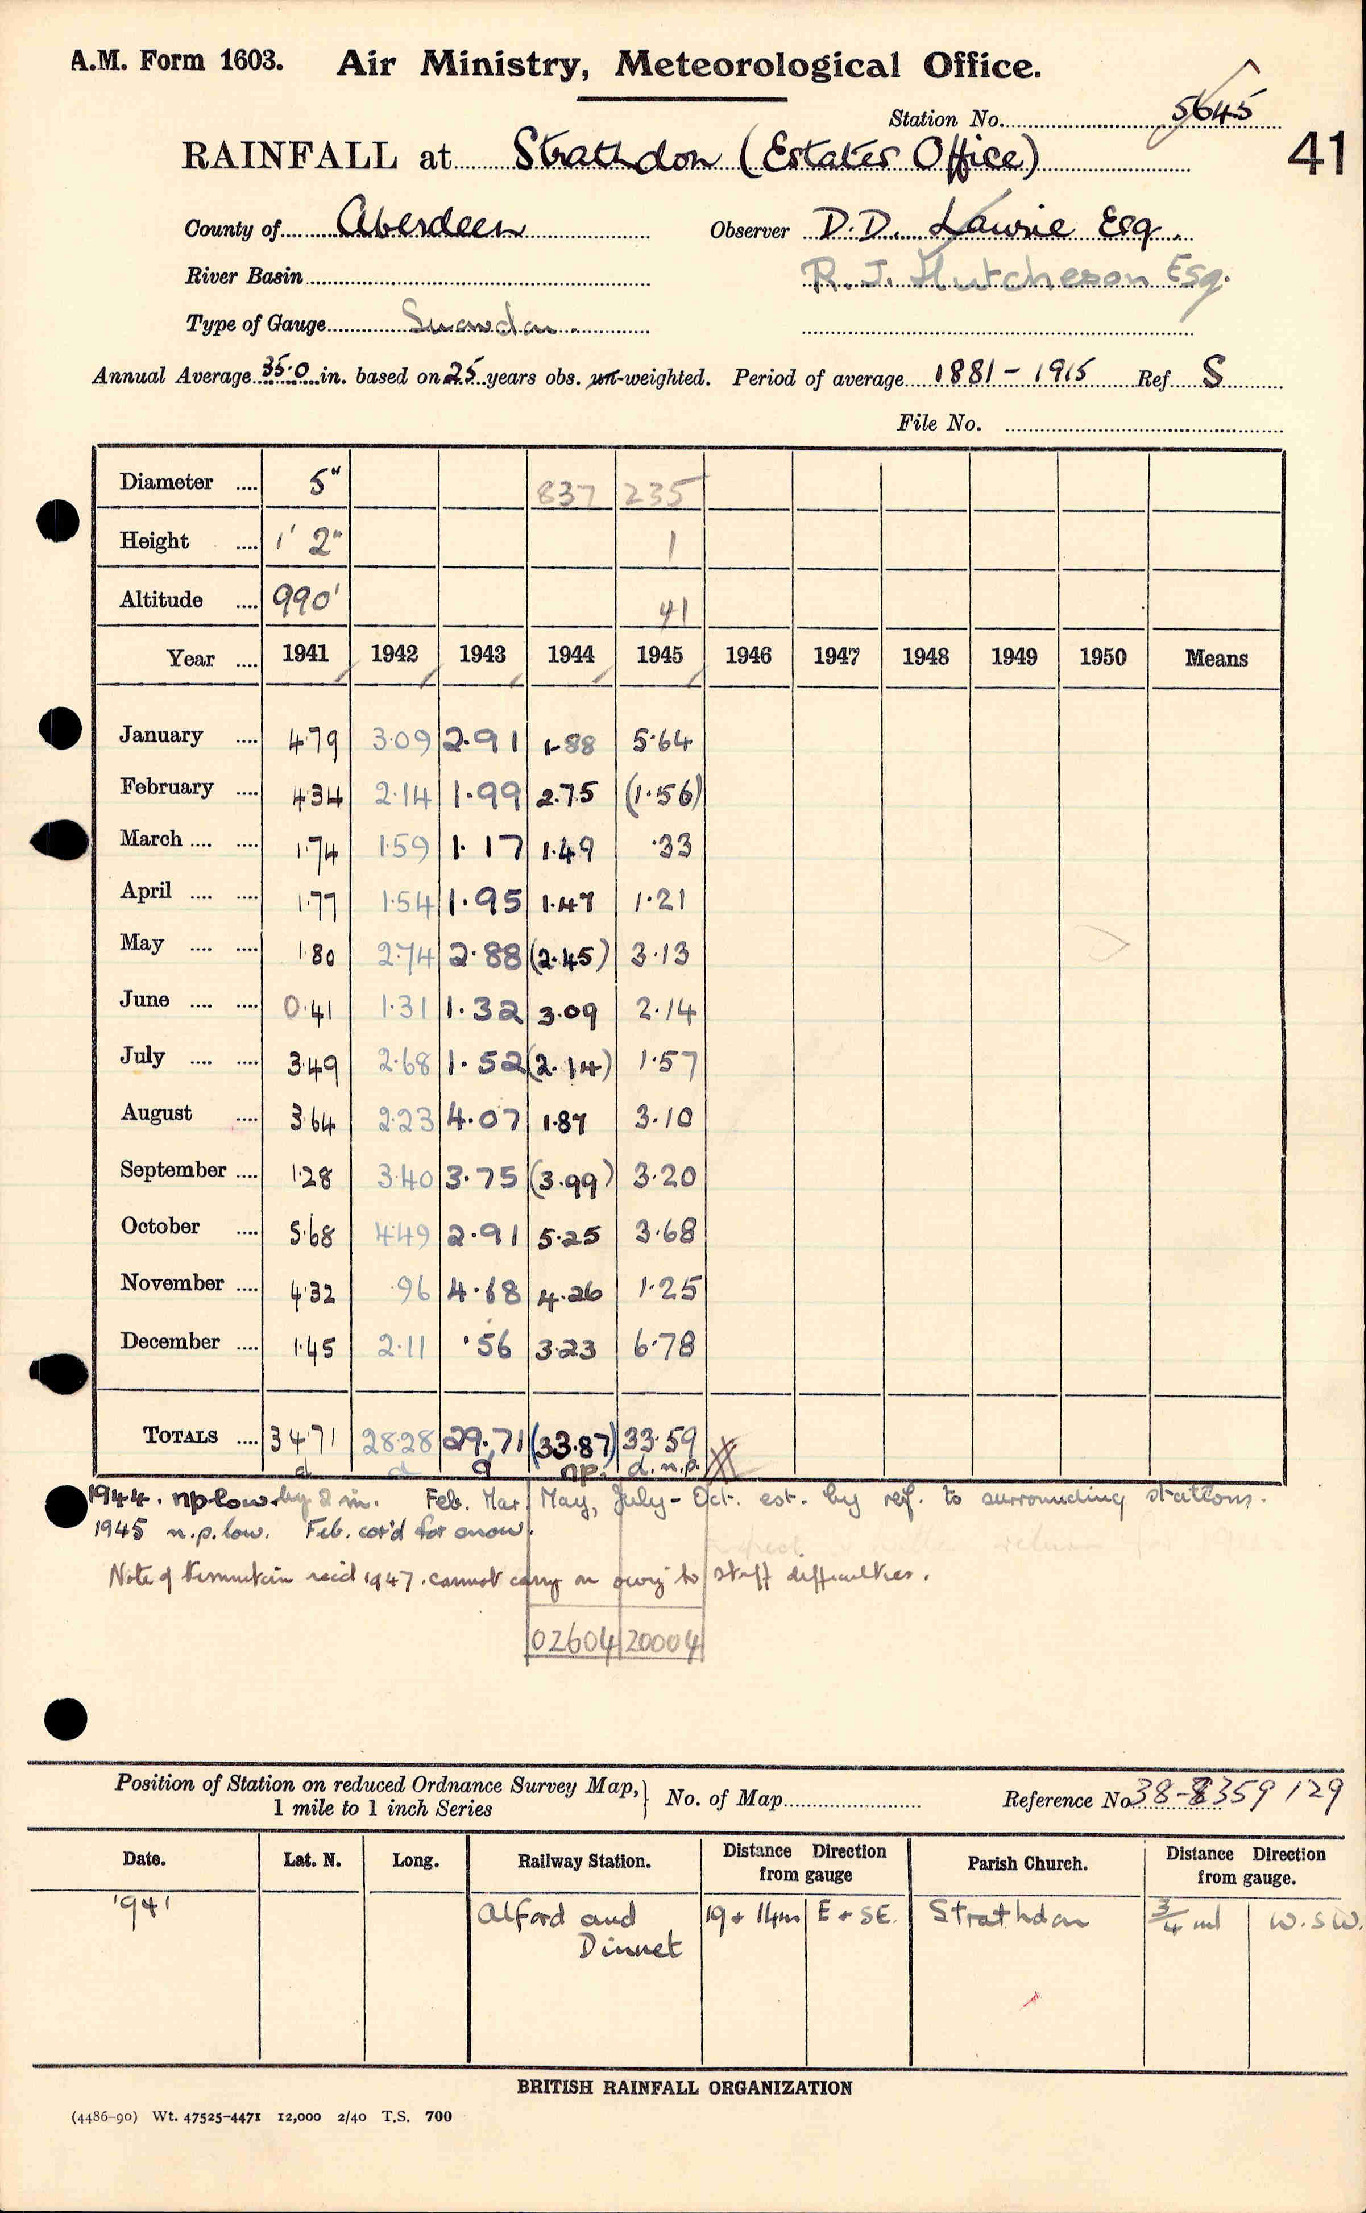 A.M. Form 1603. Air Ministry, Meteorological Office.
Station No. 5645
41
RAINFALL at Strathdon (Estates Office)
County of Aberdeen Observer D.D. Lawrie Esq.
River Basin R. J. Hutcheson Esq.
Type of Gauge Snowdon.
Annual Average 35.0 in. based on 25 years obs. un-weighted. Period of average 1881 - 1915 Ref S
File No.
Diameter .... 5" 837 235
Height .... 1' 2" 1
Altitude .... 990' 41
Year .... 1941 1942 1943 1944 1945 1946 1947 1948 1949 1950 Means
January .... 4.79 3.09 2.91 1.88 5.64
February .... 4.34 2.14 1.99 2.75 (1.56)
March .... .... 1.74 1.59 1.17 1.49 .33
April .... .... 1.77 1.54 1.95 1.47 1.21
May .... .... 1.80 2.74 2.88 (2.45) 3.13
June .... .... 0.41 1.31 1.32 3.09 2.14
July .... .... 3.49 2.68 1.52 (2.14) 1.57
August .... 3.64 2.23 4.07 1.87 3.10
September .... 1.28 3.40 3.75 (3.99) 3.20
October .... 5.68 4.49 2.91 5.25 3.68
November .... 4.32 .96 4.68 4.26 1.25
December .... 1.45 2.11 .56 3.23 6.78
TOTALS .... 34.71 28.28 29.71 (33.87) 33.59
d d d n.p. d. n.p.
1944. n.p. low. by 2 in. Feb. Mar. May, July - Oct. est. by ref. to surrounding stations.
1945 n.p. low. Feb. cor'd for snow.
Note of termination rec'd 1947. cannot carry on owing to staff difficulties.
02604 20004
Position of Station on reduced Ordnance Survey Map, 1 mile to 1 inch Series } No. of Map Reference No. 38-8359 129
Date. Lat. N. Long. Railway Station. Distance Direction from gauge Parish Church. Distance Direction from gauge.
1941 Alford and Dinnet 19 + 14m E + SE. Strathdon 3/4 ml W.SW.
BRITISH RAINFALL ORGANIZATION
(4486-90) Wt. 47525-4471 12,000 2/40 T.S. 700